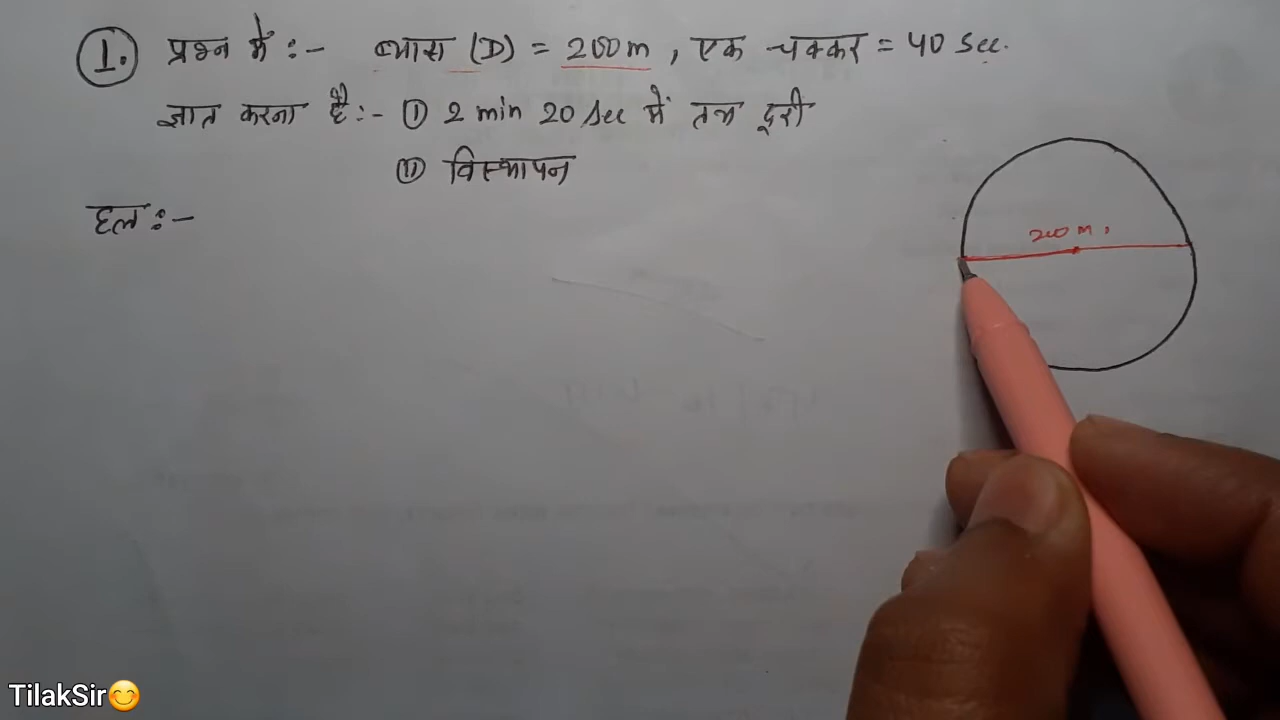 1. प्रश्न में :- व्यास (D) = 200m , एक चक्कर = 40 Sec.
ज्ञात करना है :- (i) 2 min 20 Sec में तय दूरी
(ii) विस्थापन
हल :-
200 m.
TilakSir😊